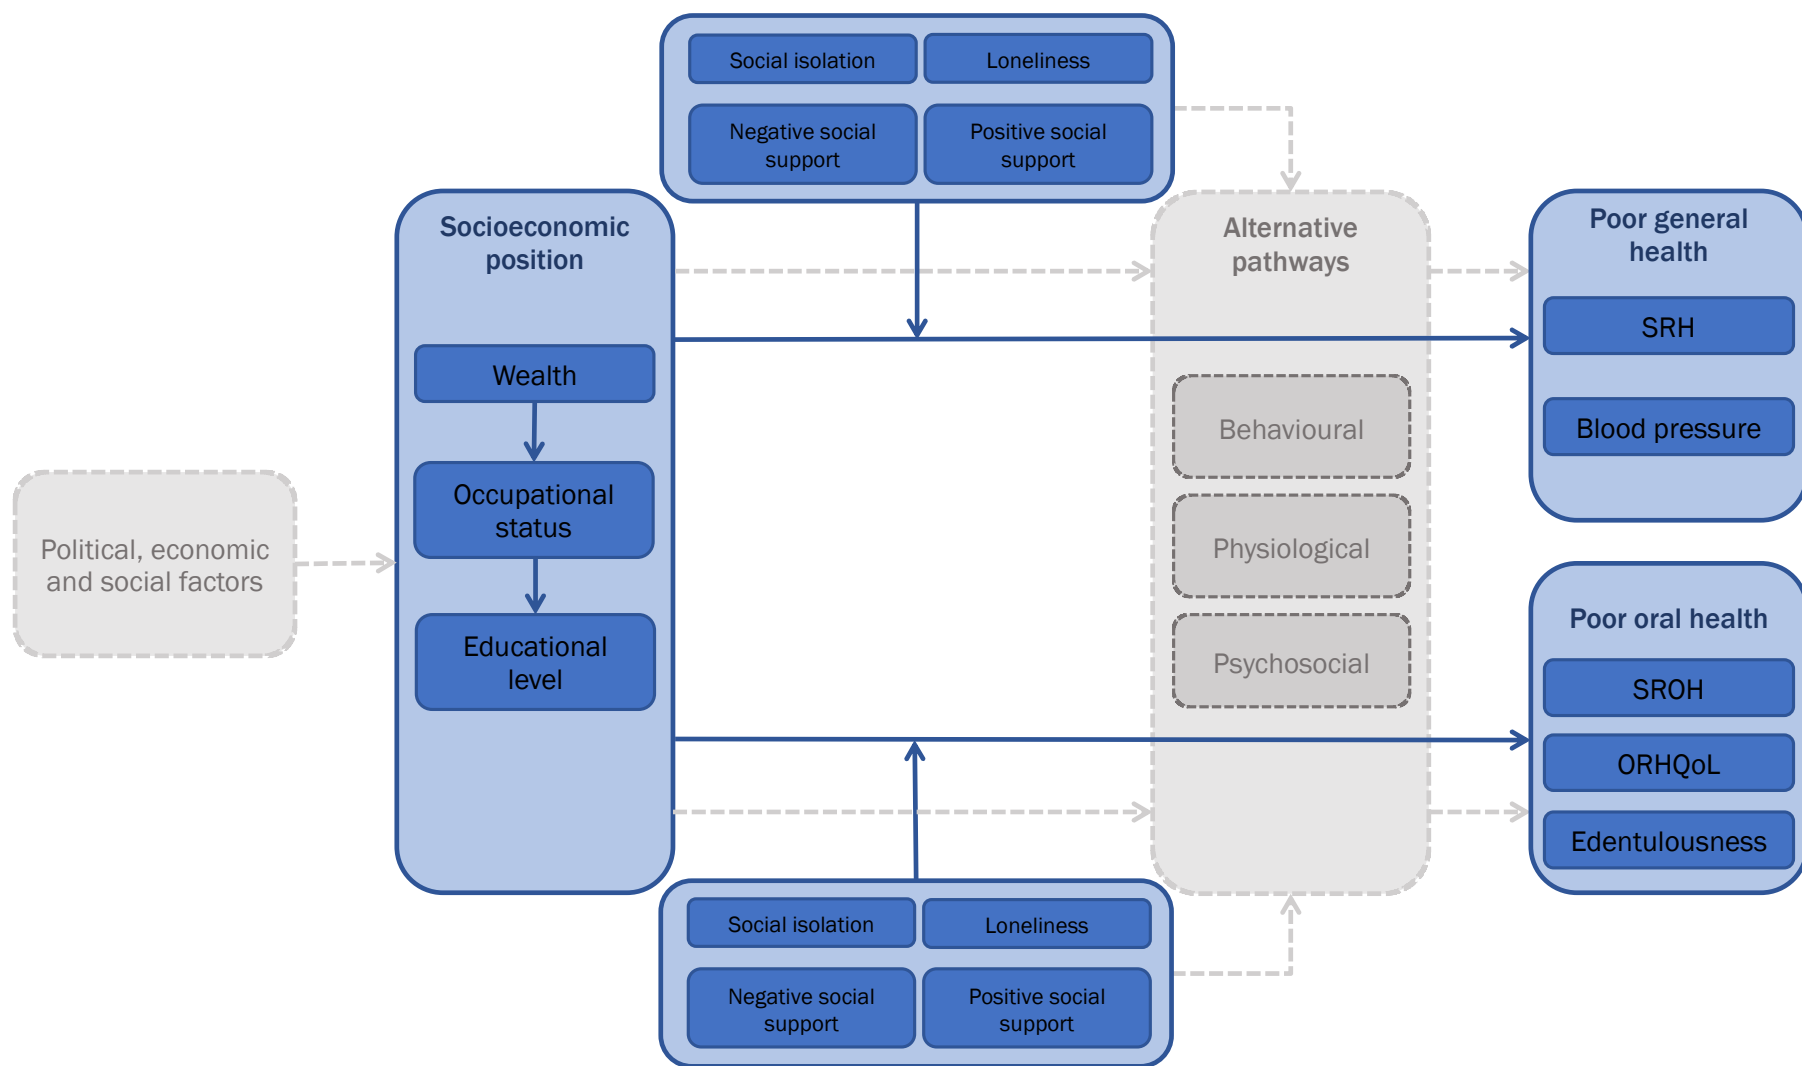 Social isolation
Loneliness
Negative social
support
Positive social
support
Socioeconomic
position
Wealth
Occupational
status
Educational
level
Political, economic
and social factors
Alternative
pathways
Behavioural
Physiological
Psychosocial
Poor general
health
SRH
Blood pressure
Poor oral health
SROH
ORHQoL
Edentulousness
Social isolation
Loneliness
Negative social
support
Positive social
support